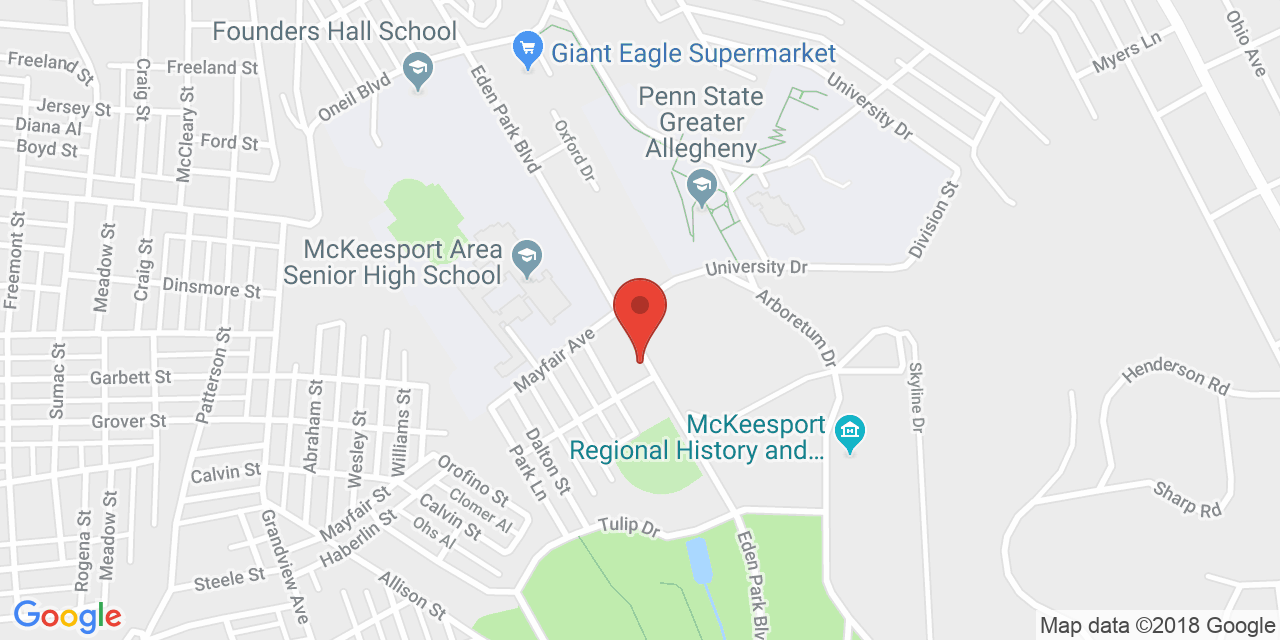 Founders Hall School
Giant Eagle Supermarket
Myers Ln
Ohio Ave
Freeland St
Freeland St
Craig St
McCleary St
Oneil Blvd
Eden Park Blvd
Jersey St
Diana Al
Boyd St
Ford St
Oxford Dr
Penn State
Greater
Allegheny
University Dr
Division St
Freemont St
Meadow St
Craig St
McKeesport Area
Senior High School
Dinsmore St
University Dr
Arboretum Dr
Mayfair Ave
Patterson St
Sumac St
Garbett St
Grover St
Abraham St
Wesley St
Williams St
Skyline Dr
Henderson Rd
McKeesport
Regional History and...
Calvin St
Orofino St
Dalton St
Park Ln
Clomer Al
Calvin St
Ohs Al
Mayfair St
Haberlin St
Sharp Rd
Rogena St
Meadow St
Grandview Ave
Tulip Dr
Steele St
Allison St
Eden Park Blv
Google
Map data ©2018 Google